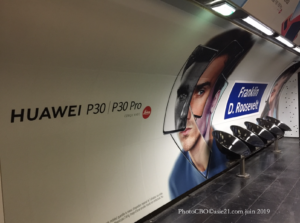 HUAWEI P30 | P30 Pro
Franklin
D. Roosevelt
PhotoCBO©asie21.com juin 2019